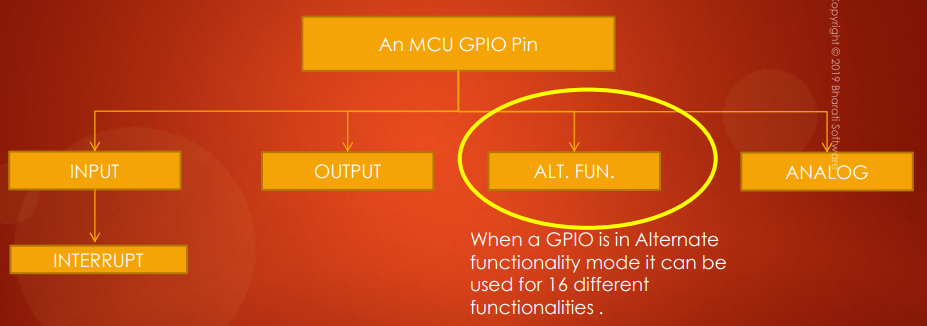 An MCU GPIO Pin
INPUT
OUTPUT
ALT. FUN.
ANALOG
INTERRUPT
When a GPIO is in Alternate
functionality mode it can be
used for 16 different
functionalities .
Copyright © 2019 Bharati Software